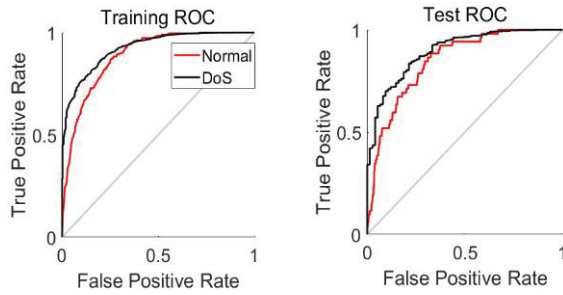 Training ROC
True Positive Rate
1
0.5
0
0
0.5
1
False Positive Rate
Normal
DoS
Test ROC
True Positive Rate
1
0.5
0
0
0.5
1
False Positive Rate